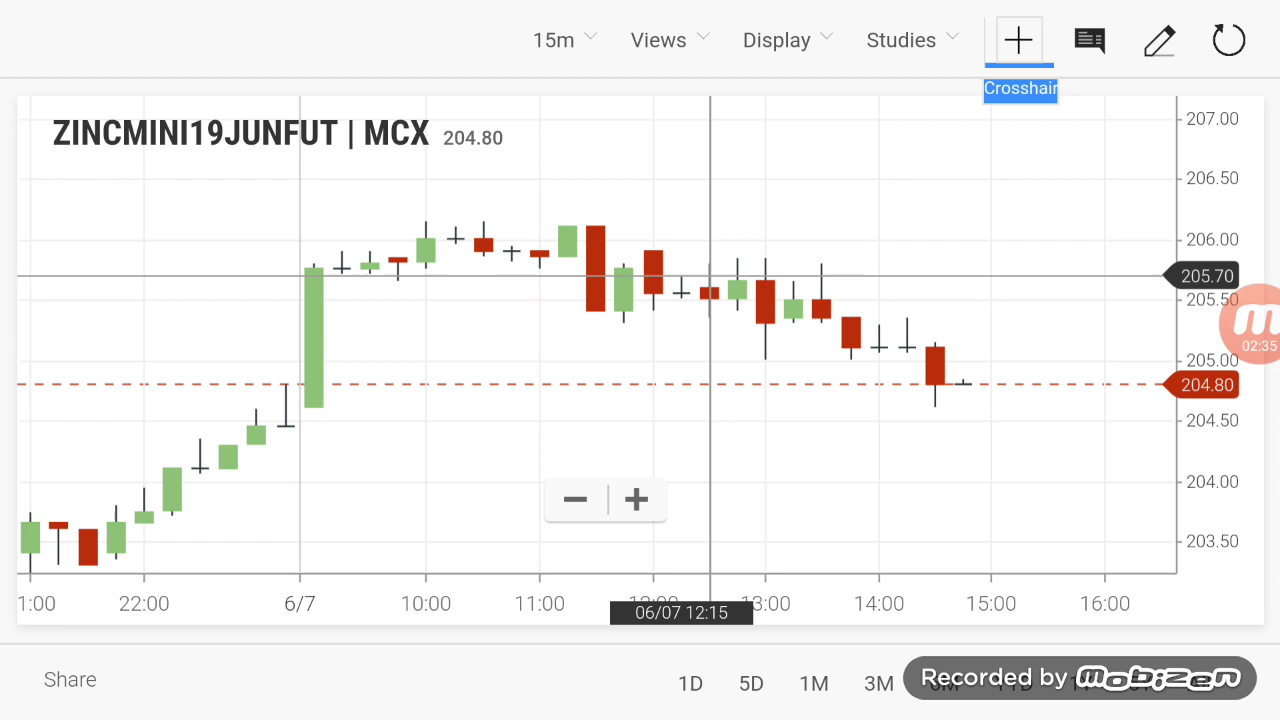 15m Views Display Studies
Crosshair
ZINCMINI19JUNFUT | MCX 204.80
207.00
206.50
206.00
205.70
205.50
02:35
205.00
204.80
204.50
204.00
203.50
1:00 22:00 6/7 10:00 11:00 13:00 14:00 15:00 16:00
06/07 12:15
Share 1D 5D 1M 3M
Recorded by mobizen